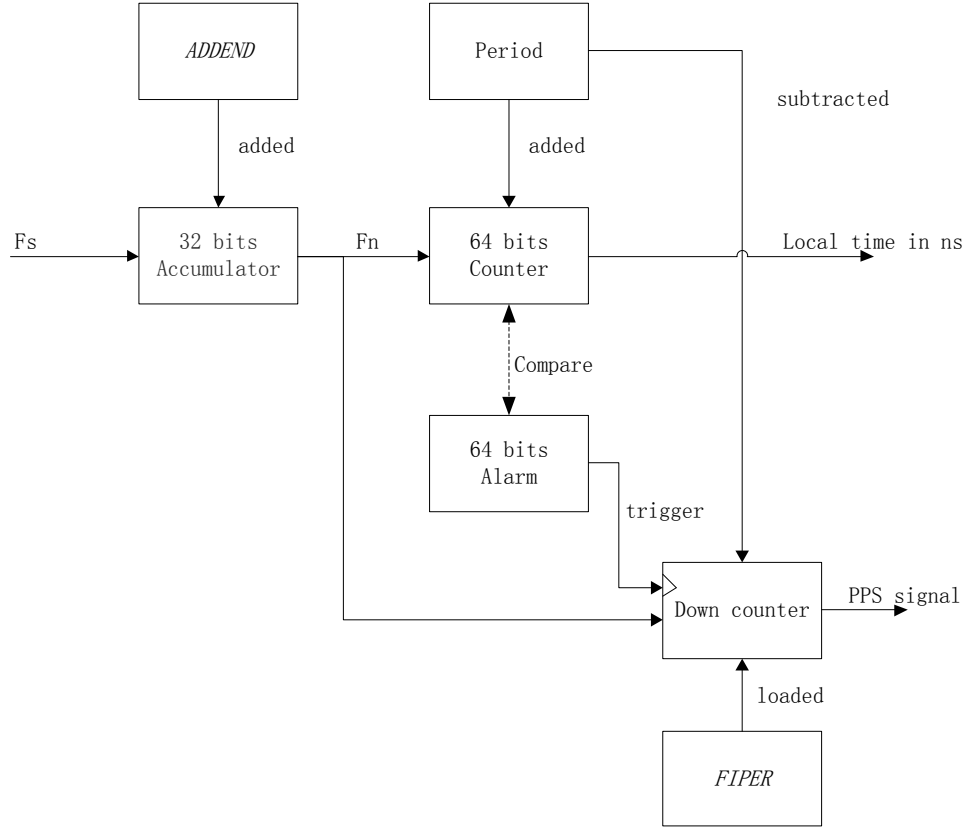 ADDEND
Period
subtracted
added
added
Fs
32 bits
Accumulator
Fn
64 bits
Counter
Local time in ns
Compare
64 bits
Alarm
trigger
Down counter
PPS signal
loaded
FIPER